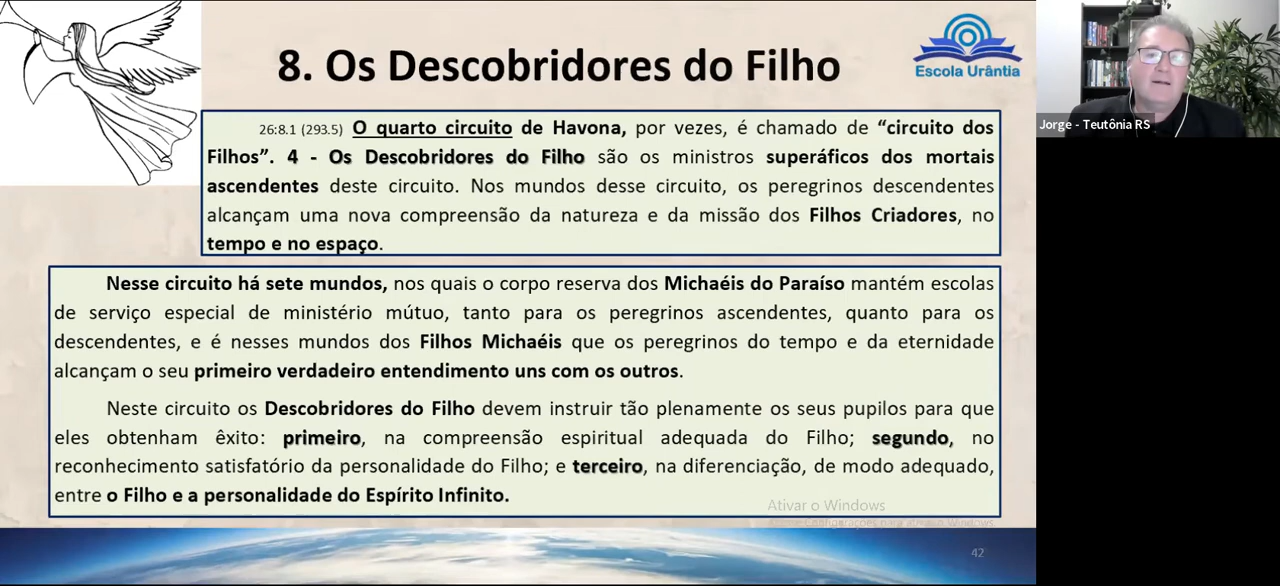 8. Os Descobridores do Filho
Escola Urântia
Jorge - Teutônia RS
26:8.1 (293.5) O quarto circuito de Havona, por vezes, é chamado de “circuito dos
Filhos”. 4 - Os Descobridores do Filho são os ministros superáficos dos mortais
ascendentes deste circuito. Nos mundos desse circuito, os peregrinos descendentes
alcançam uma nova compreensão da natureza e da missão dos Filhos Criadores, no
tempo e no espaço.
Nesse circuito há sete mundos, nos quais o corpo reserva dos Michaéis do Paraíso mantém escolas
de serviço especial de ministério mútuo, tanto para os peregrinos ascendentes, quanto para os
descendentes, e é nesses mundos dos Filhos Michaéis que os peregrinos do tempo e da eternidade
alcançam o seu primeiro verdadeiro entendimento uns com os outros.
Neste circuito os Descobridores do Filho devem instruir tão plenamente os seus pupilos para que
eles obtenham êxito: primeiro, na compreensão espiritual adequada do Filho; segundo, no
reconhecimento satisfatório da personalidade do Filho; e terceiro, na diferenciação, de modo adequado,
entre o Filho e a personalidade do Espírito Infinito.
Ativar o Windows
Configurações para ativar o Windows.
42